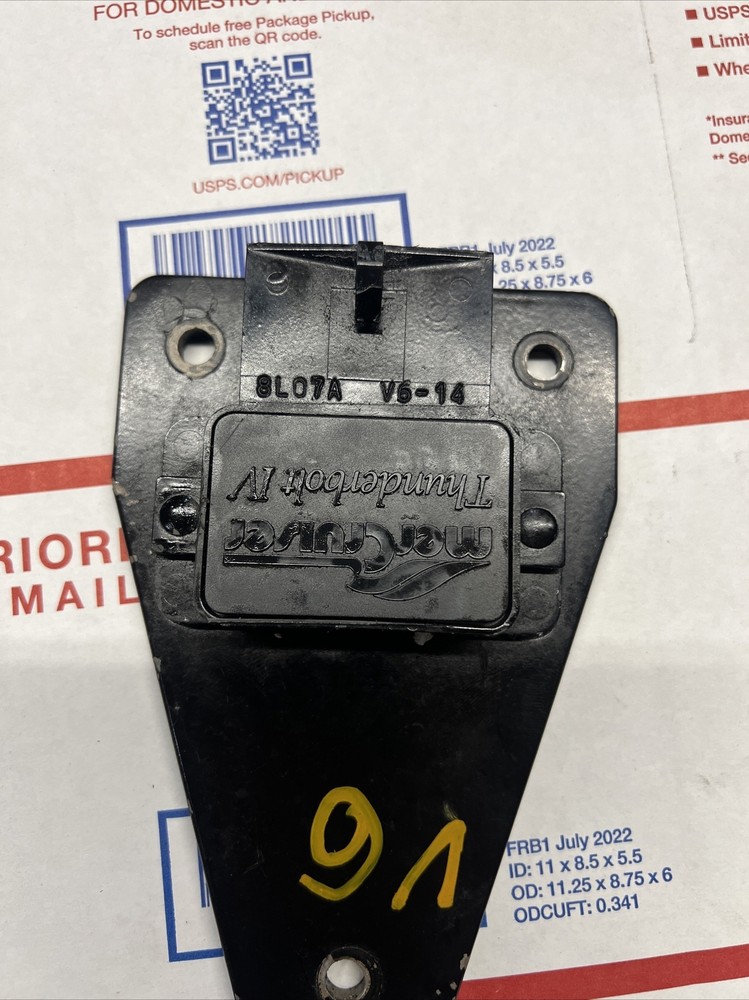 FOR DOMESTIC AN
To schedule free Package Pickup,
scan the QR code.
USPS.COM/PICKUP
USPS
Limit
Whe
*Insura
Dome
** Se
July 2022
x 8.5 x 5.5
25 x 8.75 x 6
8L07A V6-14
Thunderbolt IV
merCruiser
RIORI
MAIL
V6
FRB1 July 2022
ID: 11 x 8.5 x 5.5
OD: 11.25 x 8.75 x 6
ODCUFT: 0.341